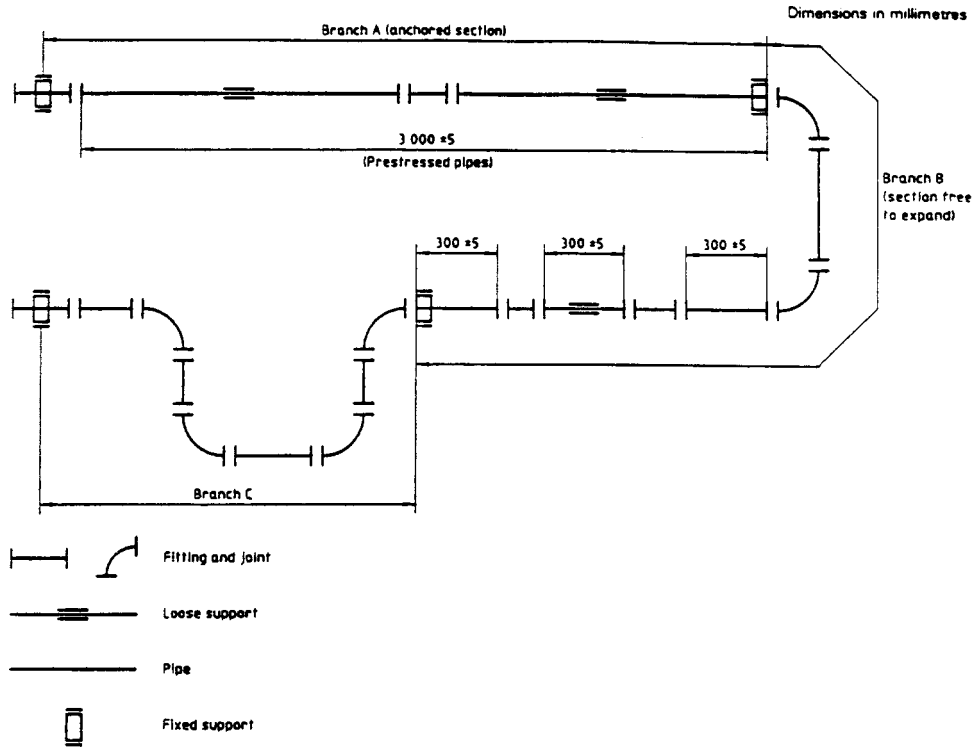 Dimensions in millimetres
Branch A (anchored section)
3 000 ±5
(Prestressed pipes)
Branch B
(section free
to expand)
300 ±5
300 ±5
300 ±5
Branch C
Fitting and joint
Loose support
Pipe
Fixed support